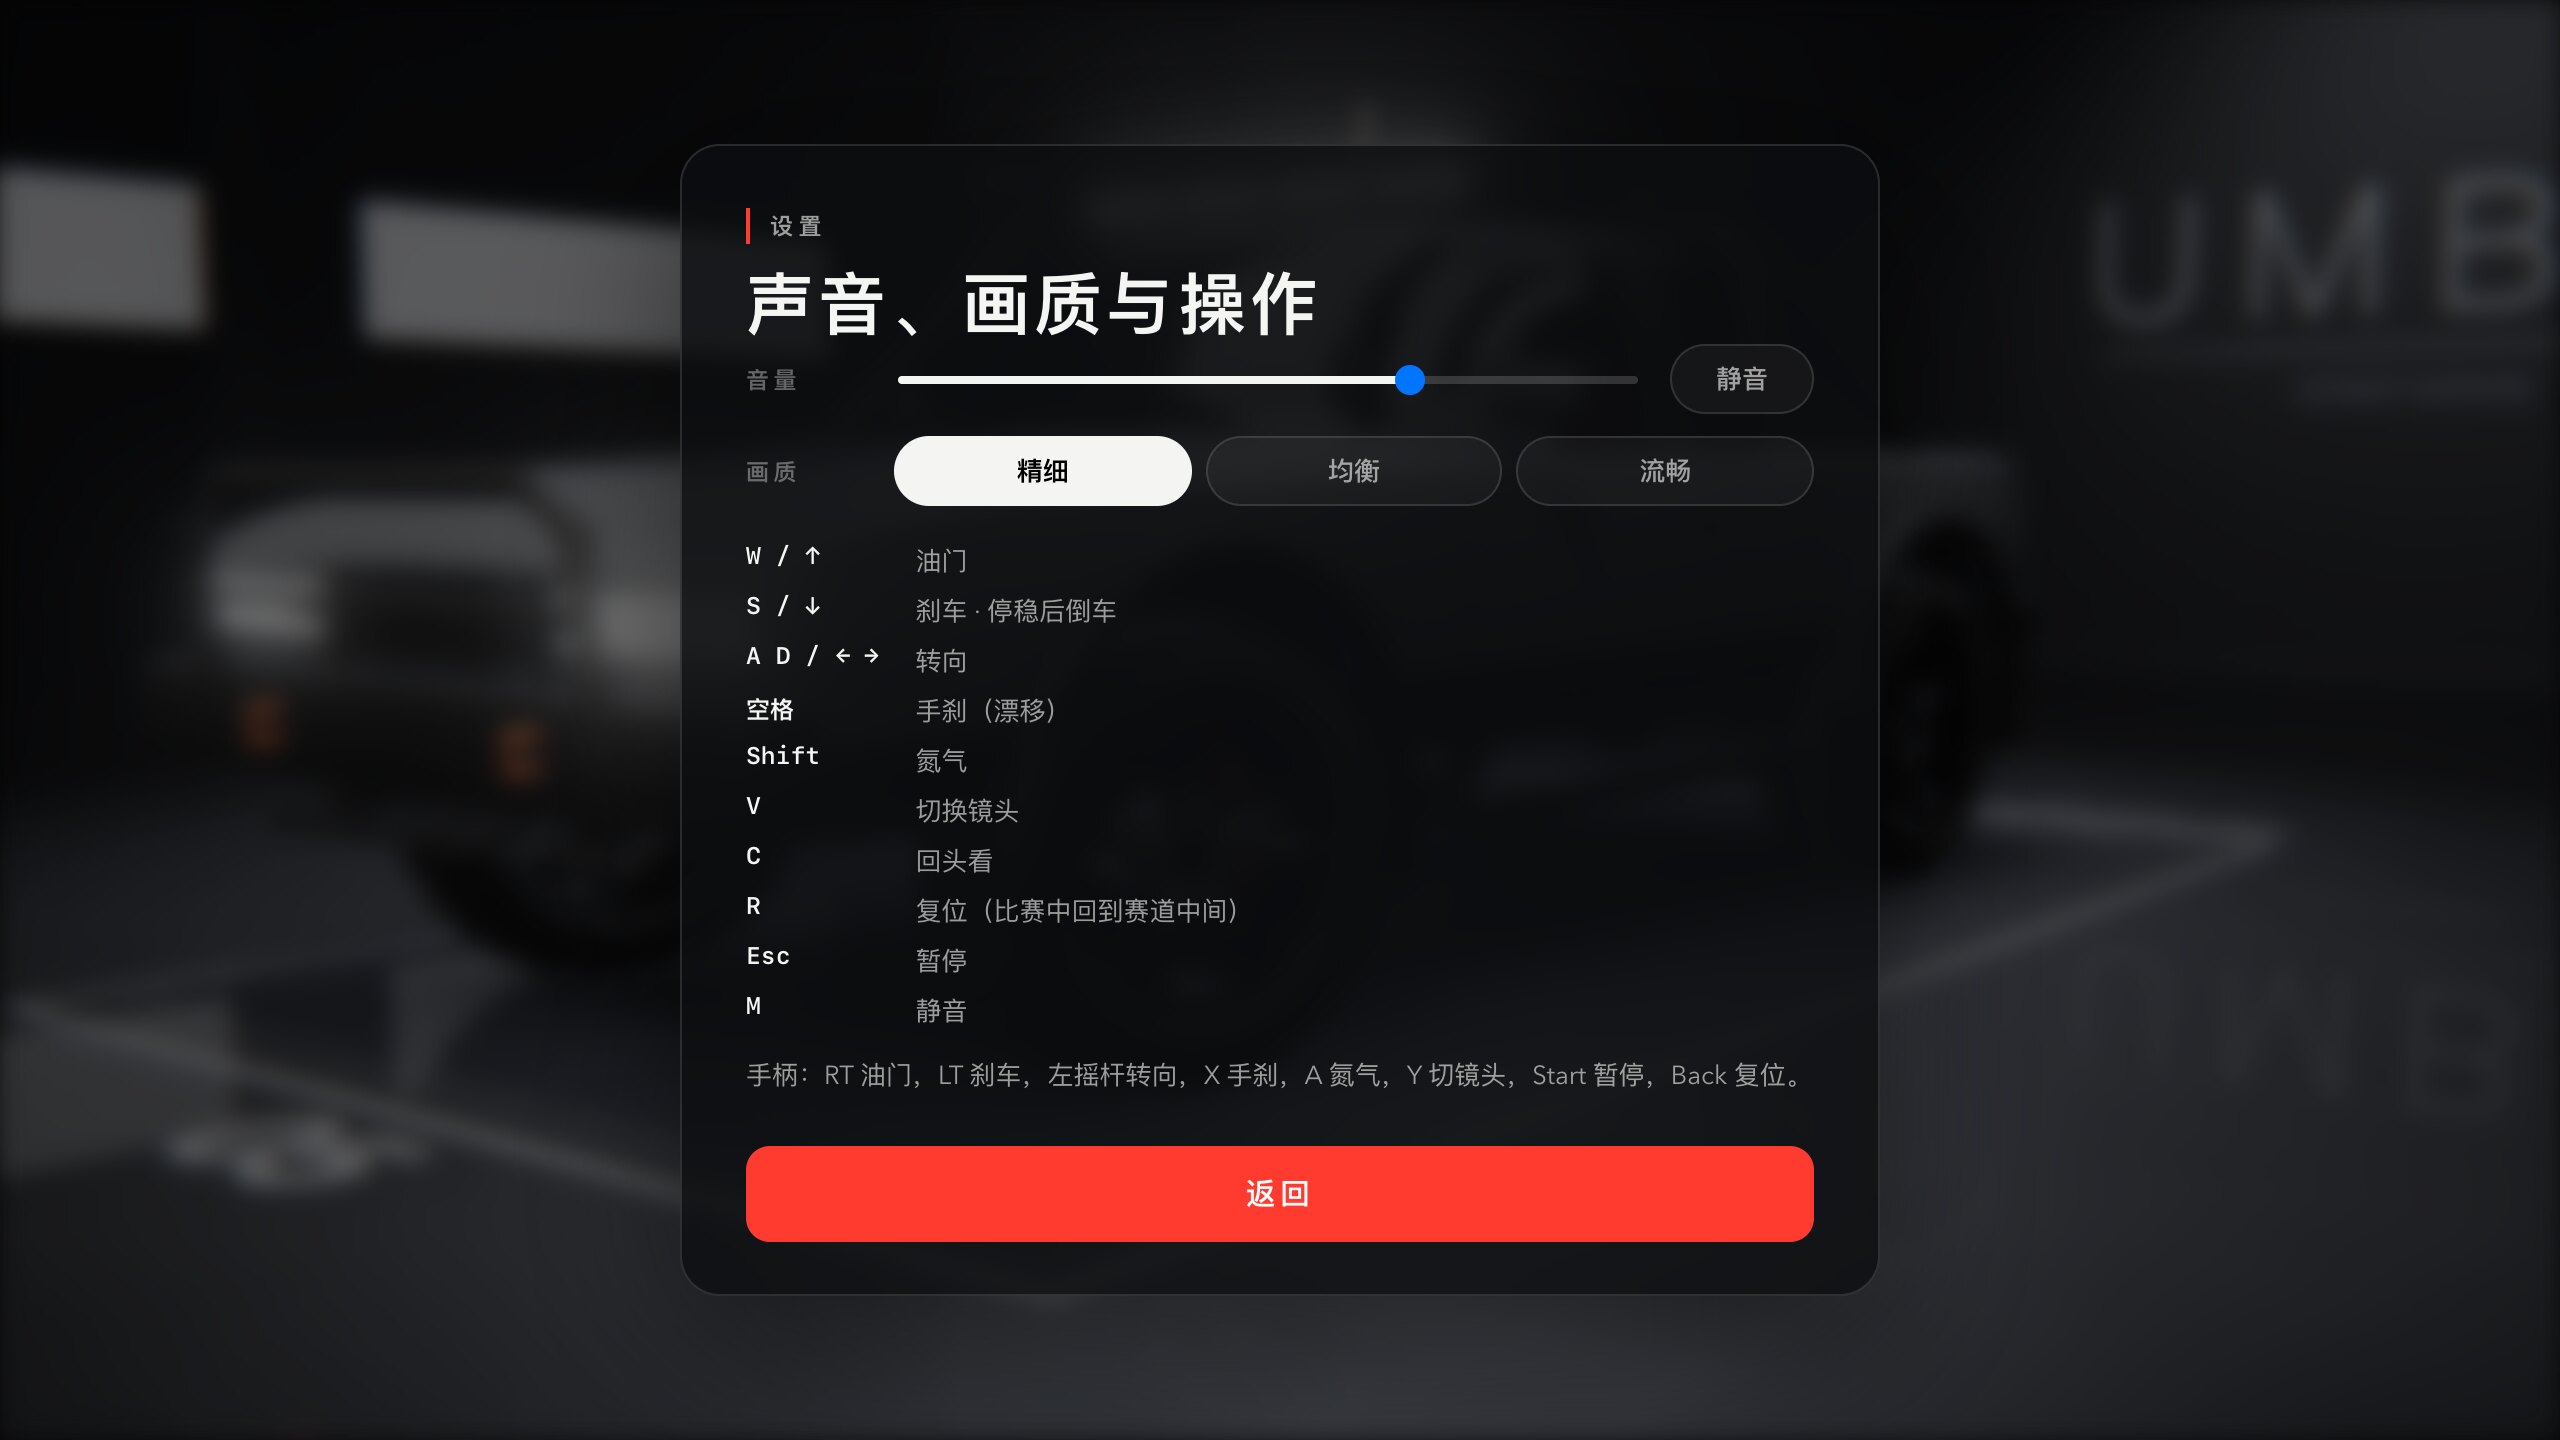 设置
声音、画质与操作
音量 静音
画质 精细 均衡 流畅
W / ↑ 油门
S / ↓ 刹车 · 停稳后倒车
A D / ← → 转向
空格 手刹（漂移）
Shift 氮气
V 切换镜头
C 回头看
R 复位（比赛中回到赛道中间）
Esc 暂停
M 静音
手柄：RT 油门，LT 刹车，左摇杆转向，X 手刹，A 氮气，Y 切镜头，Start 暂停，Back 复位。
返回
UMB